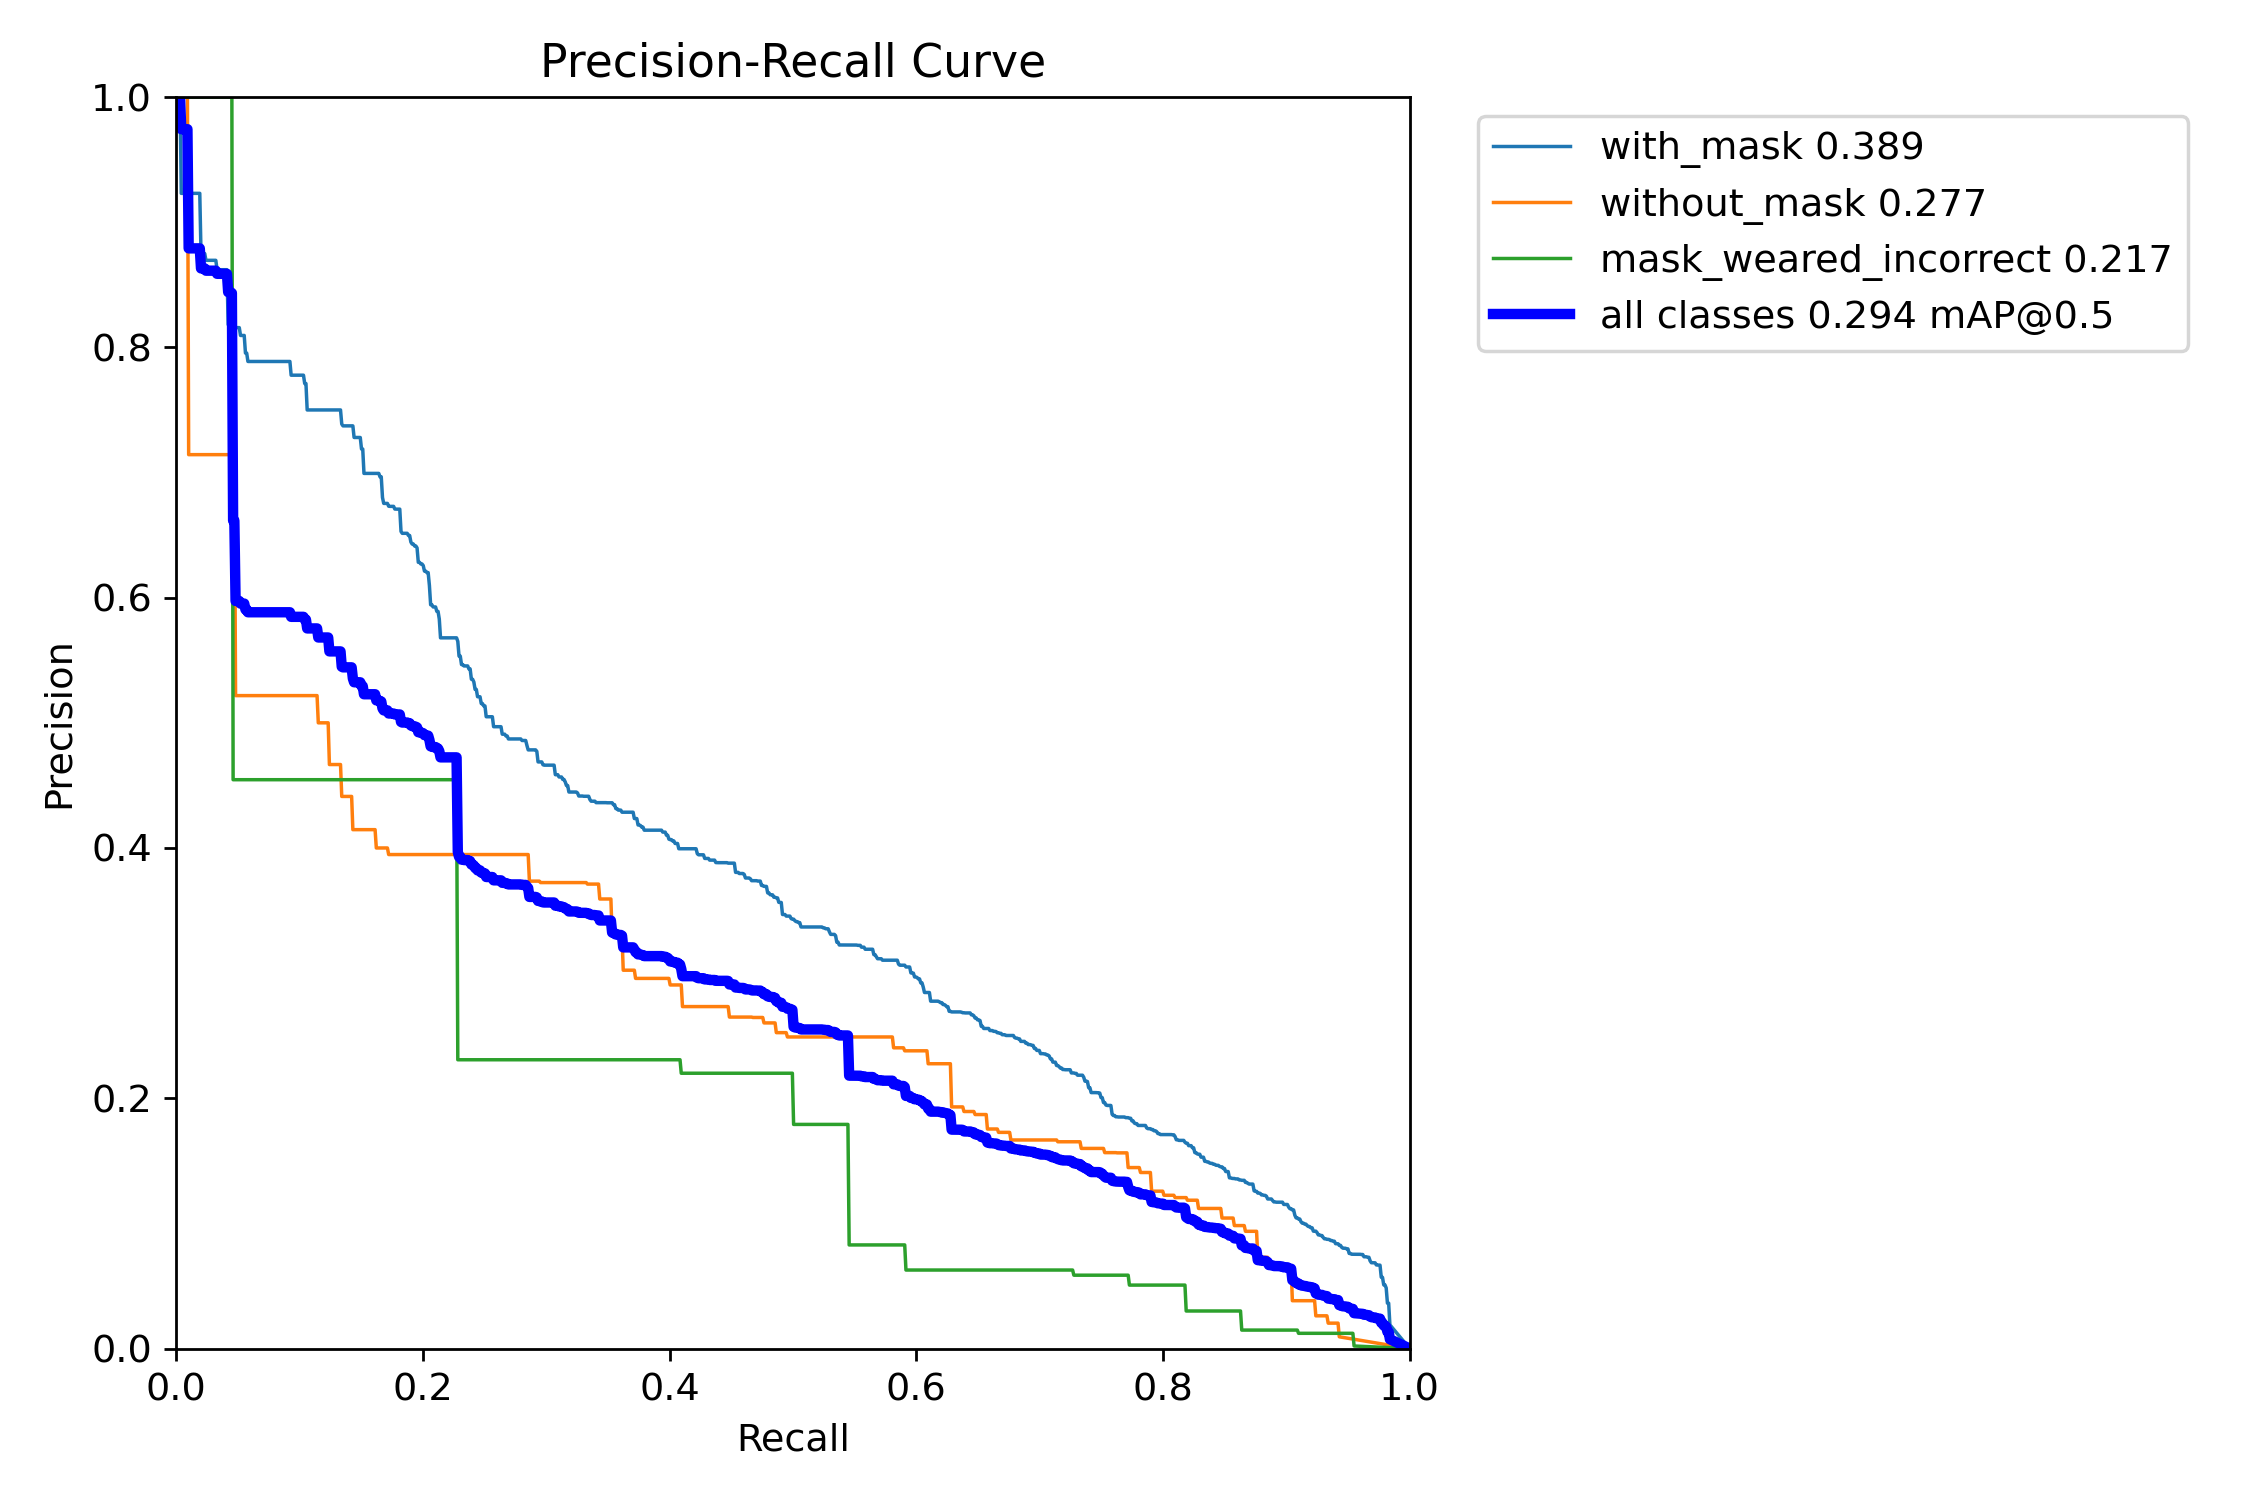 Precision-Recall Curve
with_mask 0.389
without_mask 0.277
mask_weared_incorrect 0.217
all classes 0.294 mAP@0.5
Precision
1.0
0.8
0.6
0.4
0.2
0.0
0.0 0.2 0.4 0.6 0.8 1.0
Recall